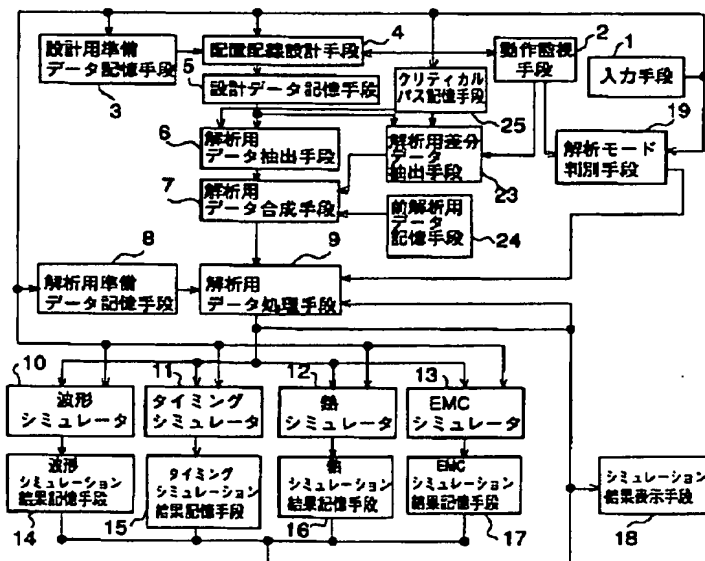 4
2
1
設計用準備
データ記憶手段
3
配置配線設計手段
動作監視
手段
入力手段
5
設計データ記憶手段
クリティカル
パス記憶手段
25
19
6
解析用
データ抽出手段
解析用差分
データ
抽出手段
23
解析モード
判別手段
7
解析用
データ合成手段
前解析用
データ
記憶手段
24
8
9
解析用準備
データ記憶手段
解析用
データ処理手段
10
11
12
13
波形
シミュレータ
タイミング
シミュレータ
熱
シミュレータ
EMC
シミュレータ
波形
シミュレーション
結果記憶手段
14
タイミング
シミュレーション
結果記憶手段
15
熱
シミュレーション
結果記憶手段
16
EMC
シミュレーション
結果記憶手段
17
シミュレーション
結果表示手段
18